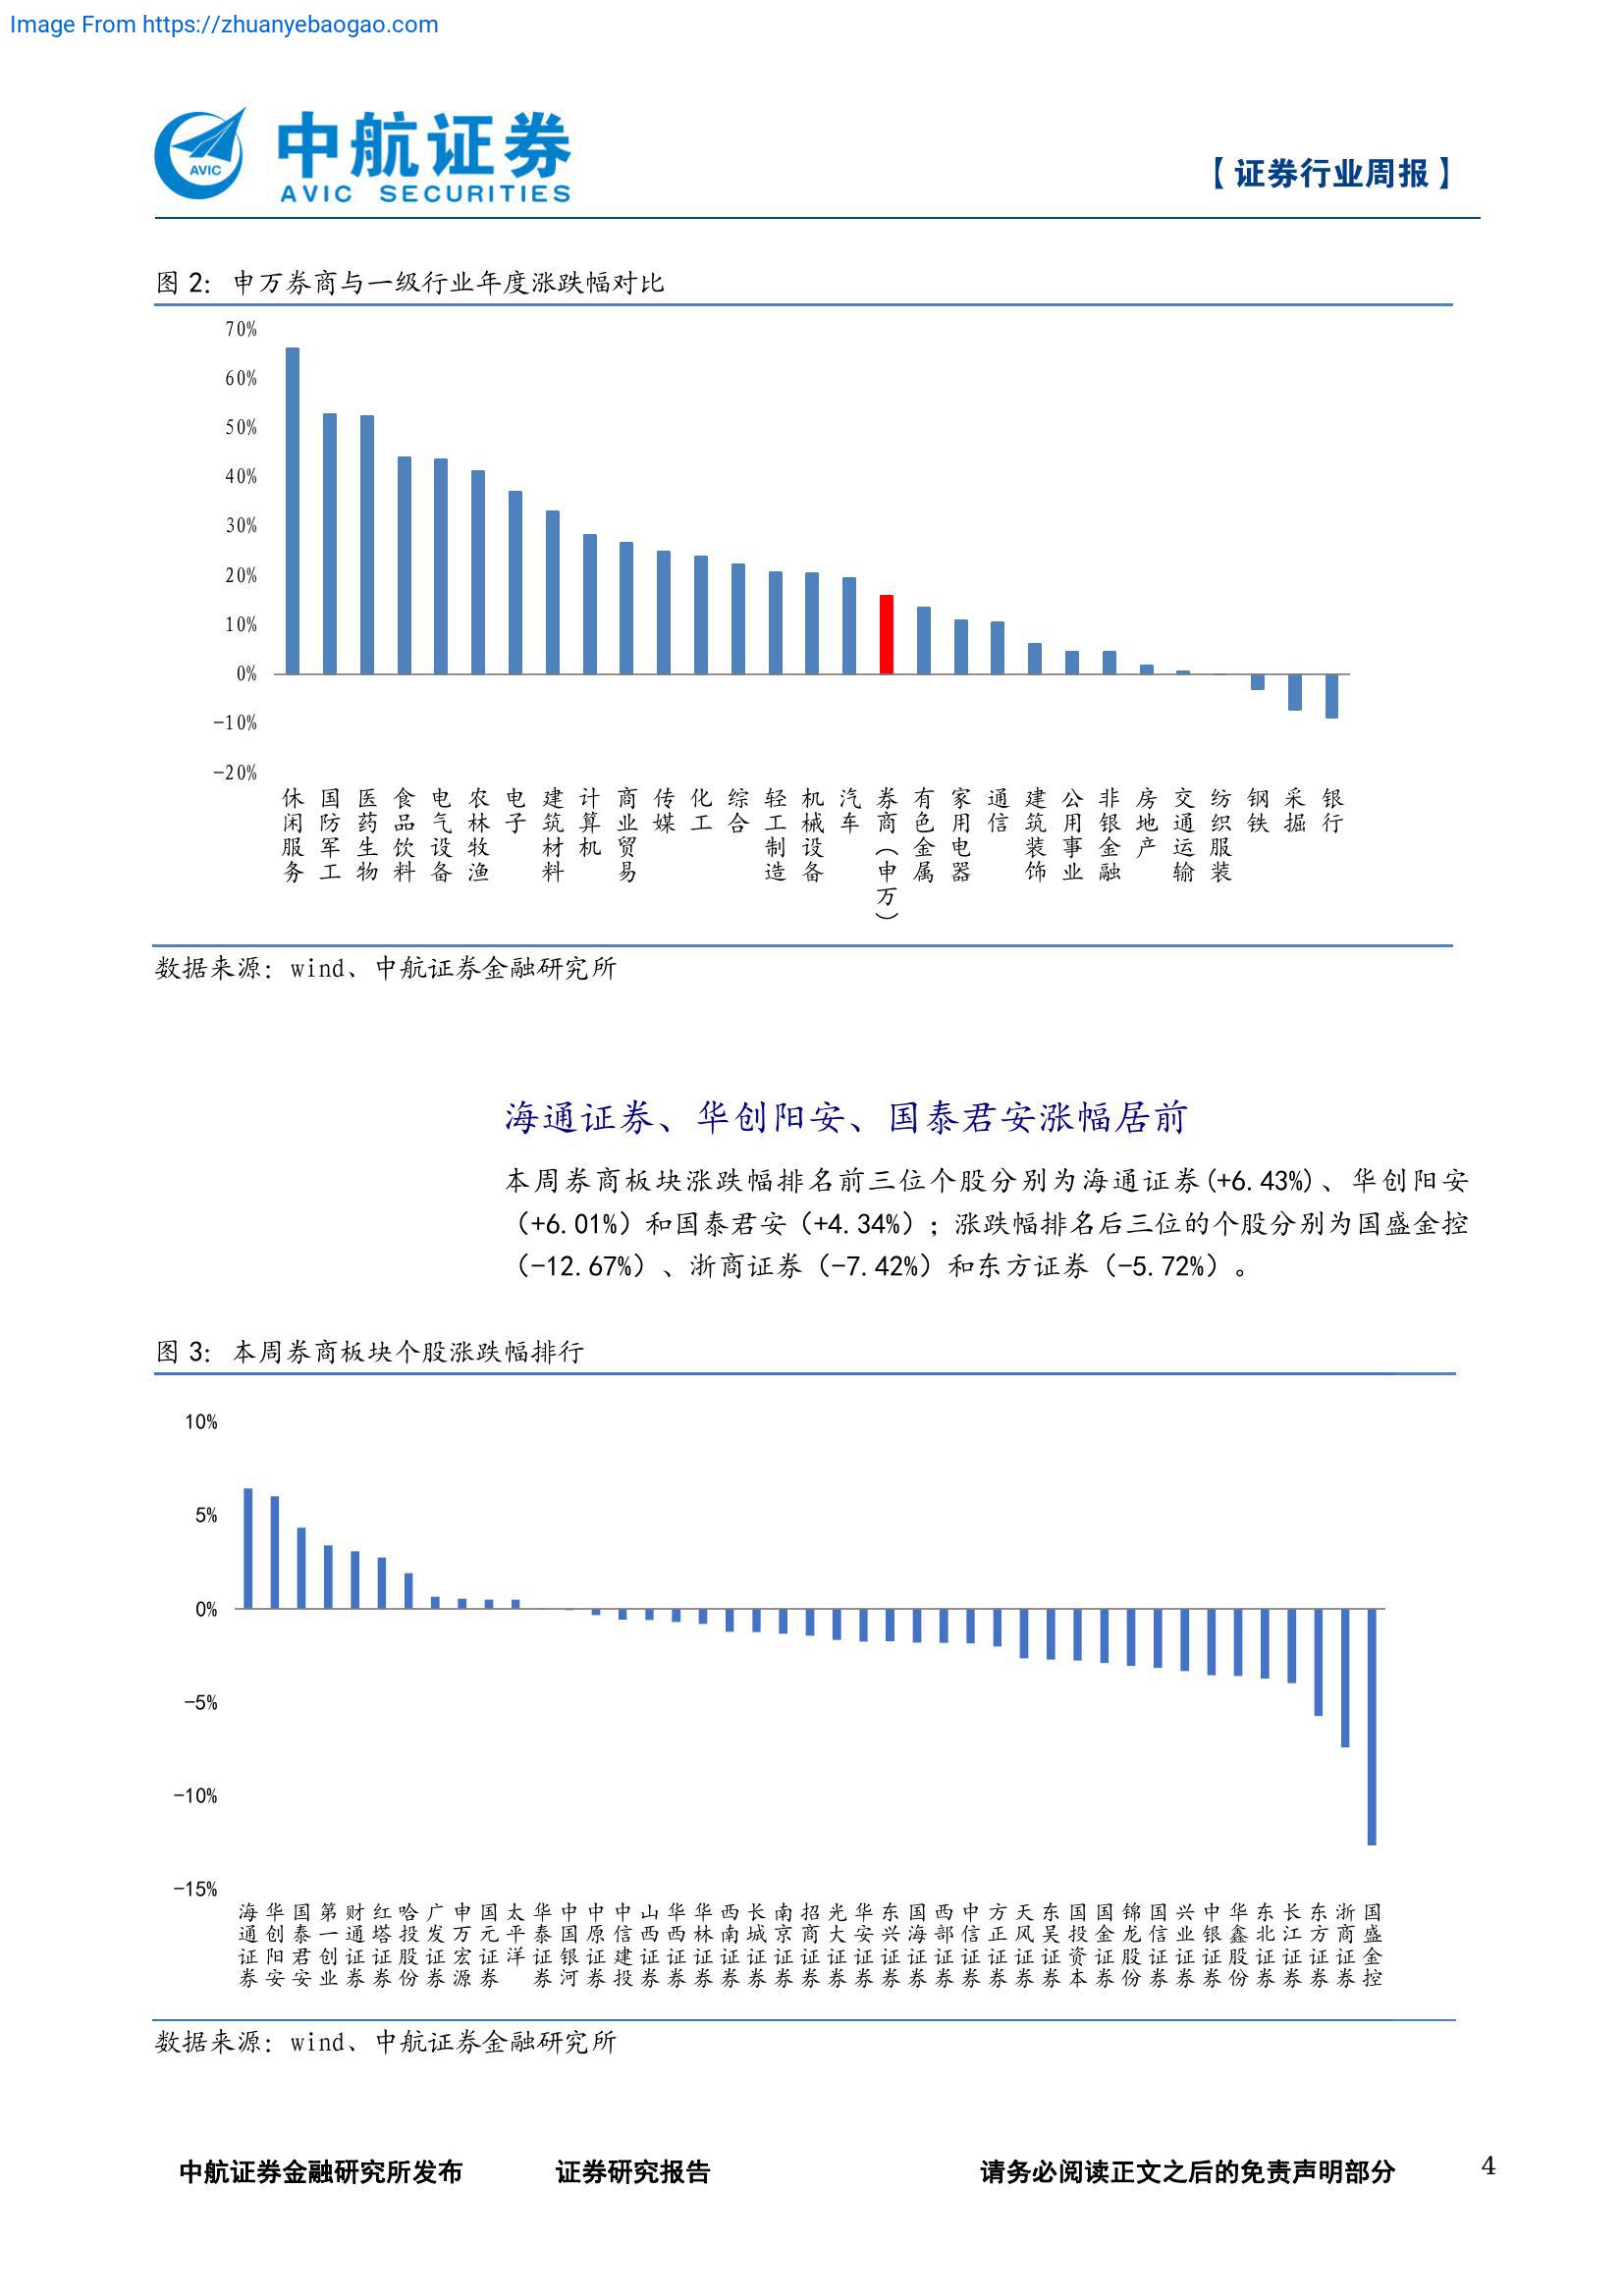 Image From https://zhuanyebaogao.com
中航证券
AVIC
AVIC SECURITIES
【证券行业周报】
图 2：申万券商与一级行业年度涨跌幅对比
70%
60%
50%
40%
30%
20%
10%
0%
-10%
-20%
休闲服务
国防军工
医药生物
食品饮料
电气设备
农林牧渔
电子
建筑材料
计算机
商业贸易
传媒
化工
综合
轻工制造
机械设备
汽车
券商（申万）
有色金属
家用电器
通信
建筑装饰
公用事业
非银金融
房地产
交通运输
纺织服装
钢铁
采掘
银行
数据来源：wind、中航证券金融研究所
海通证券、华创阳安、国泰君安涨幅居前
本周券商板块涨跌幅排名前三位个股分别为海通证券(+6.43%)、华创阳安
（+6.01%）和国泰君安（+4.34%）；涨跌幅排名后三位的个股分别为国盛金控
（-12.67%）、浙商证券（-7.42%）和东方证券（-5.72%）。
图 3：本周券商板块个股涨跌幅排行
10%
5%
0%
-5%
-10%
-15%
海通证券
华创阳安
国泰君安
第一创业
财通证券
红塔证券
哈投股份
广发证券
申万宏源
国元证券
太平洋
华泰证券
中国银河
中原证券
中信建投
山西证券
华西证券
华林证券
西南证券
长城证券
南京证券
招商证券
光大证券
华安证券
东兴证券
国海证券
西部证券
中信证券
方正证券
天风证券
东吴证券
国投资本
国金证券
锦龙股份
国信证券
兴业证券
中银证券
华鑫股份
东北证券
长江证券
东方证券
浙商证券
国盛金控
数据来源：wind、中航证券金融研究所
中航证券金融研究所发布 证券研究报告 请务必阅读正文之后的免责声明部分 4